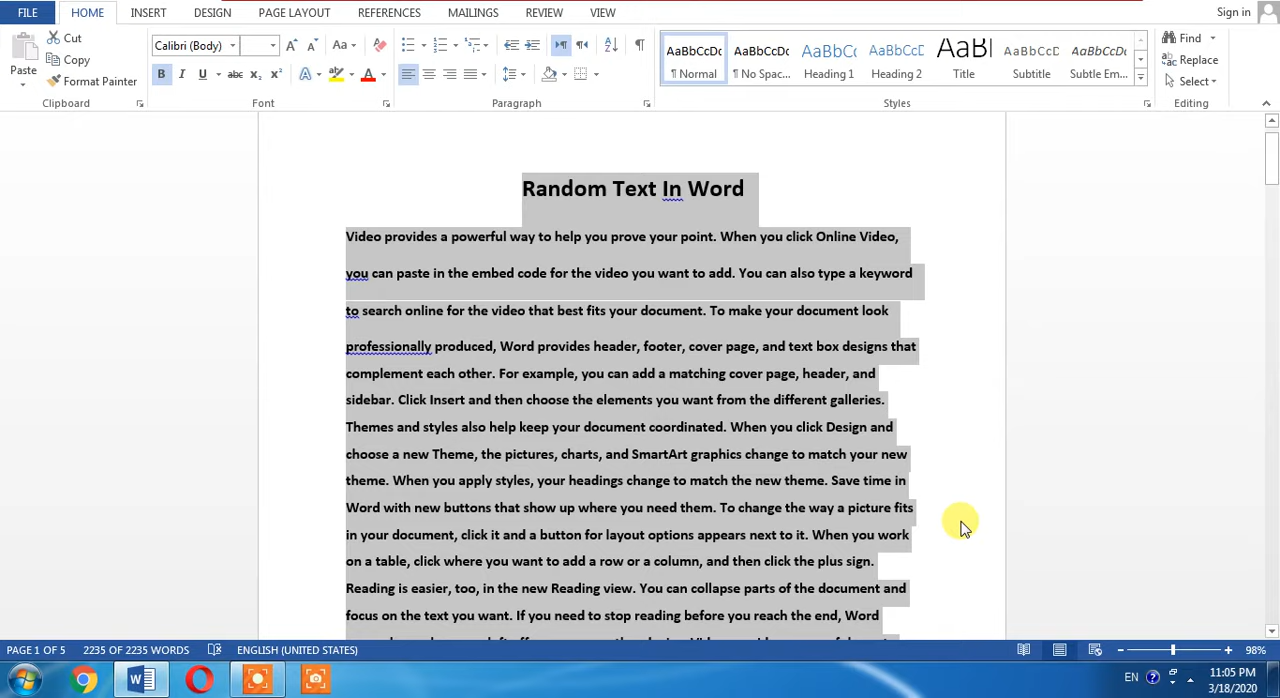 FILE HOME INSERT DESIGN PAGE LAYOUT REFERENCES MAILINGS REVIEW VIEW Sign in
Paste
Cut
Copy
Format Painter
Clipboard
Calibri (Body)
Aa
B I U abc x₂ x² A ab A
Font
Paragraph
AaBbCcDc AaBbCcDc AaBbCc AaBbCcD AaBl AaBbCcD AaBbCcD
¶ Normal ¶ No Spac... Heading 1 Heading 2 Title Subtitle Subtle Em...
Styles
Find
Replace
Select
Editing
Random Text In Word
Video provides a powerful way to help you prove your point. When you click Online Video,
you can paste in the embed code for the video you want to add. You can also type a keyword
to search online for the video that best fits your document. To make your document look
professionally produced, Word provides header, footer, cover page, and text box designs that
complement each other. For example, you can add a matching cover page, header, and
sidebar. Click Insert and then choose the elements you want from the different galleries.
Themes and styles also help keep your document coordinated. When you click Design and
choose a new Theme, the pictures, charts, and SmartArt graphics change to match your new
theme. When you apply styles, your headings change to match the new theme. Save time in
Word with new buttons that show up where you need them. To change the way a picture fits
in your document, click it and a button for layout options appears next to it. When you work
on a table, click where you want to add a row or a column, and then click the plus sign.
Reading is easier, too, in the new Reading view. You can collapse parts of the document and
focus on the text you want. If you need to stop reading before you reach the end, Word
PAGE 1 OF 5 2235 OF 2235 WORDS ENGLISH (UNITED STATES) 98%
EN 11:05 PM
3/18/2020